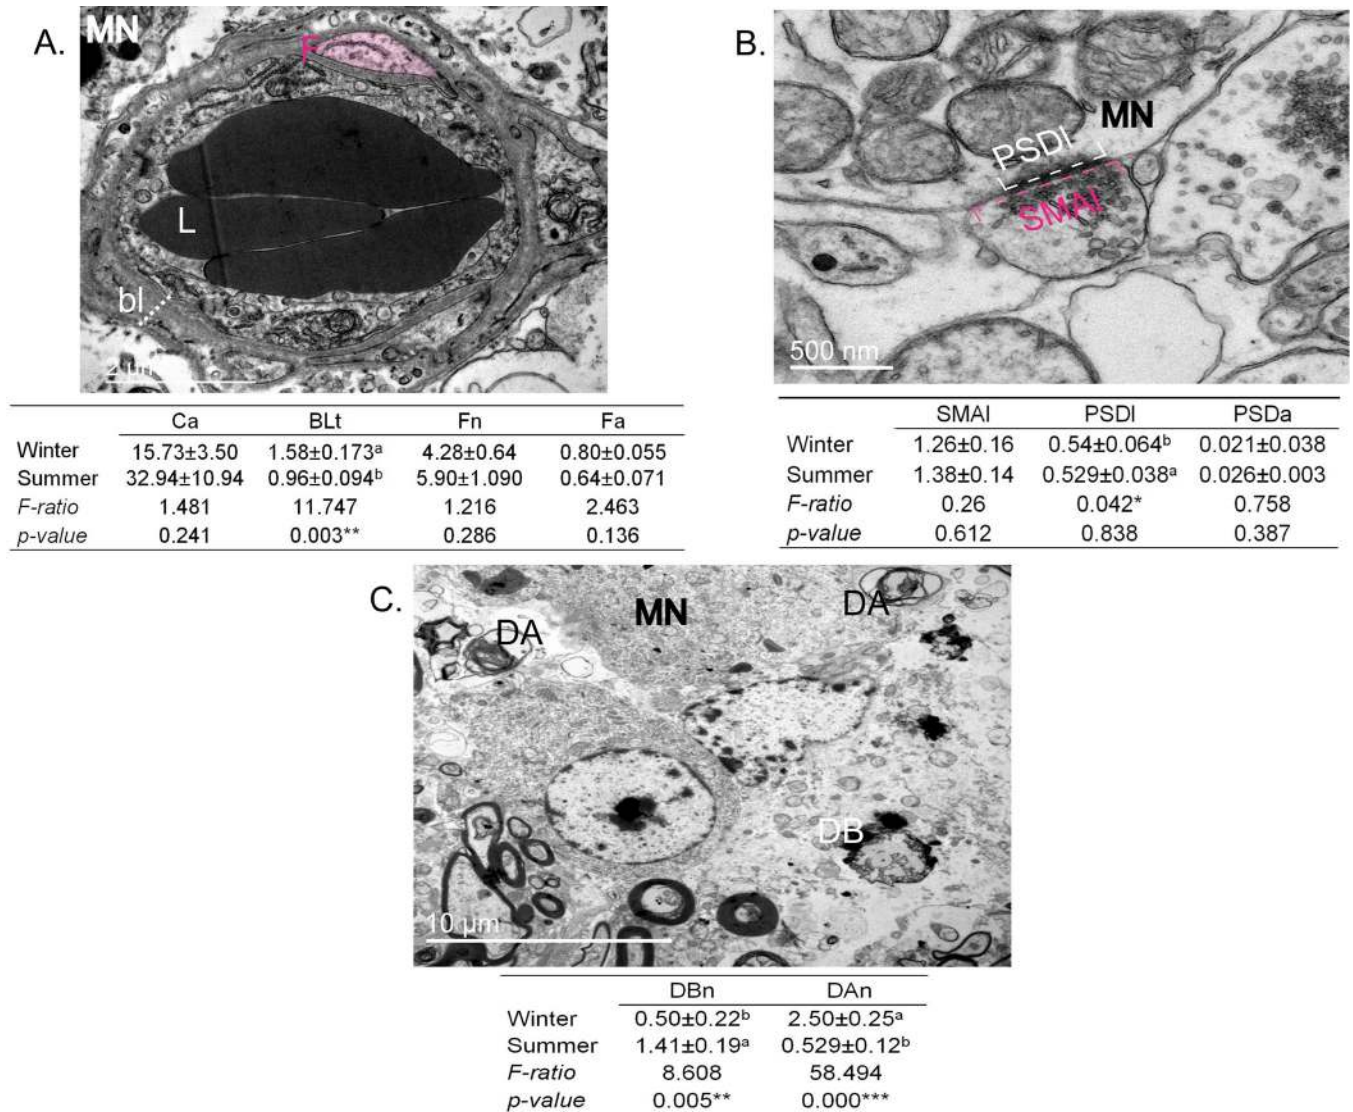 A.
MN
F
L
bl
2 µm
Ca BLt Fn Fa
Winter 15.73±3.50 1.58±0.173ᵃ 4.28±0.64 0.80±0.055
Summer 32.94±10.94 0.96±0.094ᵇ 5.90±1.090 0.64±0.071
F-ratio 1.481 11.747 1.216 2.463
p-value 0.241 0.003** 0.286 0.136
B.
MN
PSDl
SMAl
500 nm
SMAl PSDl PSDa
Winter 1.26±0.16 0.54±0.064ᵇ 0.021±0.038
Summer 1.38±0.14 0.529±0.038ᵃ 0.026±0.003
F-ratio 0.26 0.042* 0.758
p-value 0.612 0.838 0.387
C.
MN
DA
DA
DB
10 µm
DBn DAn
Winter 0.50±0.22ᵇ 2.50±0.25ᵃ
Summer 1.41±0.19ᵃ 0.529±0.12ᵇ
F-ratio 8.608 58.494
p-value 0.005** 0.000***